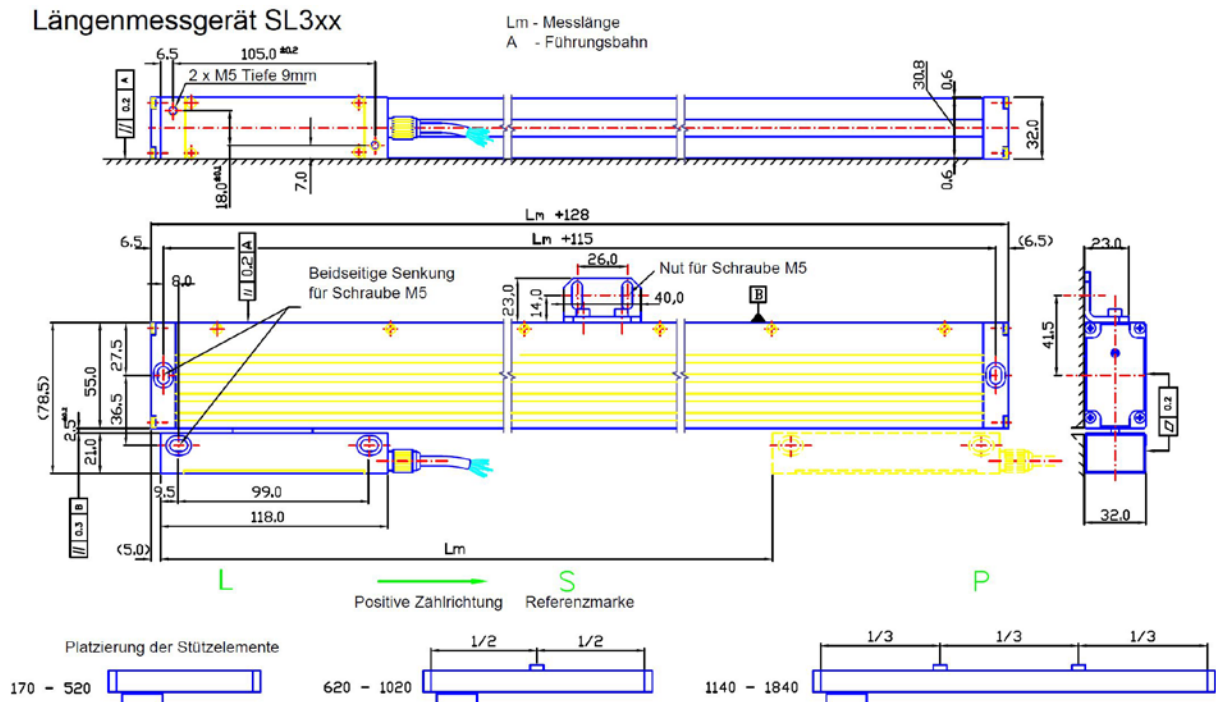 Längenmessgerät SL3xx
Lm - Messlänge
A - Führungsbahn
6.5
105.0 ±0.2
2 x M5 Tiefe 9mm
// 0.2 A
18.0 ±0.1
7.0
30.8
0.6
32.0
0.6
Lm +128
6.5
Lm +115
(6.5)
23.0
8.0
Beidseitige Senkung
für Schraube M5
// 0.2 A
26,0
Nut für Schraube M5
23,0
14,0
40,0
B
41.5
(78.5)
55.0
27.5
36.5
2.5 ±0.2
21.0
0.2
9.5
99.0
118.0
32.0
// 0.3 B
(5.0)
Lm
L
S
P
Positive Zählrichtung
Referenzmarke
Platzierung der Stützelemente
170 - 520
620 - 1020
1/2
1/2
1140 - 1840
1/3
1/3
1/3